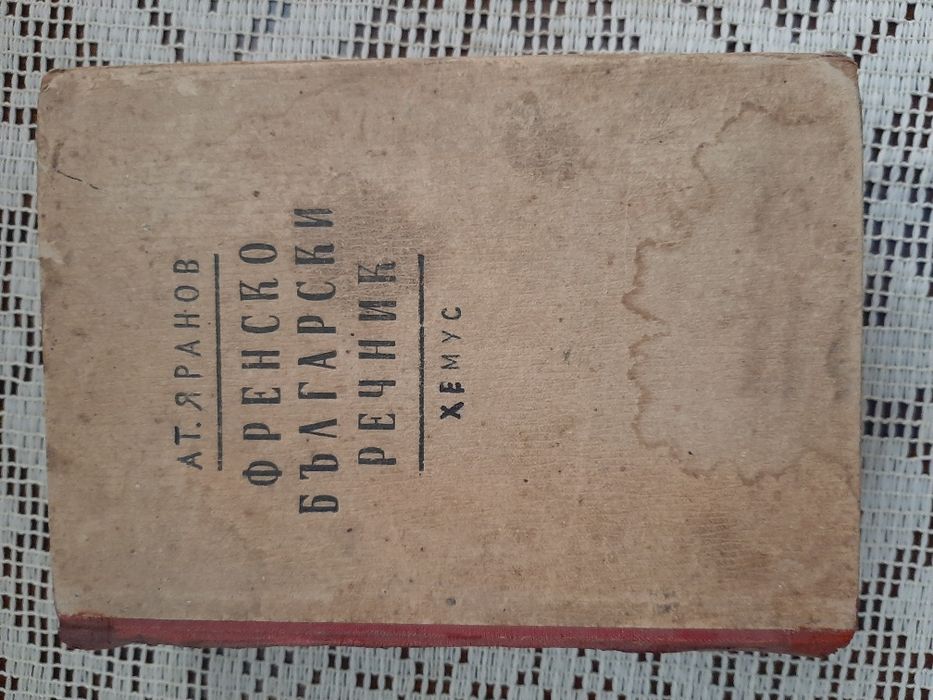 АТ. ЯРАНОВ
ФРЕНСКО
БЪЛГАРСКИ
РЕЧНИК
ХЕМУС